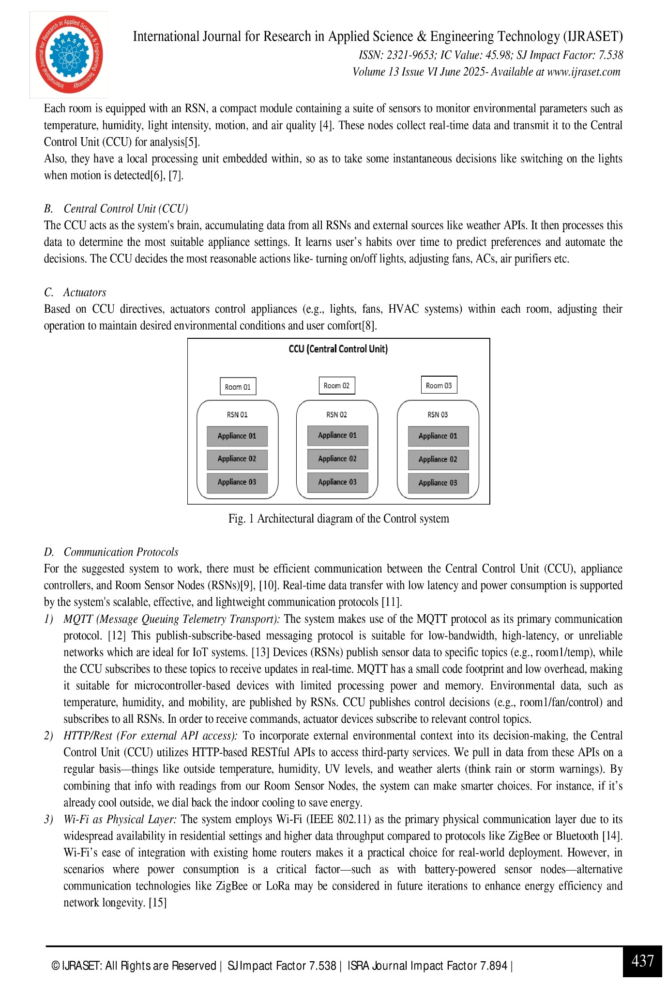 International Journal for Research in Applied Science & Engineering Technology
IJRASET
International Journal for Research in Applied Science & Engineering Technology (IJRASET)
ISSN: 2321-9653; IC Value: 45.98; SJ Impact Factor: 7.538
Volume 13 Issue VI June 2025- Available at www.ijraset.com
Each room is equipped with an RSN, a compact module containing a suite of sensors to monitor environmental parameters such as
temperature, humidity, light intensity, motion, and air quality [4]. These nodes collect real-time data and transmit it to the Central
Control Unit (CCU) for analysis[5].
Also, they have a local processing unit embedded within, so as to take some instantaneous decisions like switching on the lights
when motion is detected[6], [7].
B. Central Control Unit (CCU)
The CCU acts as the system's brain, accumulating data from all RSNs and external sources like weather APIs. It then processes this
data to determine the most suitable appliance settings. It learns user’s habits over time to predict preferences and automate the
decisions. The CCU decides the most reasonable actions like- turning on/off lights, adjusting fans, ACs, air purifiers etc.
C. Actuators
Based on CCU directives, actuators control appliances (e.g., lights, fans, HVAC systems) within each room, adjusting their
operation to maintain desired environmental conditions and user comfort[8].
CCU (Central Control Unit)
Room 01
Room 02
Room 03
RSN 01
RSN 02
RSN 03
Appliance 01
Appliance 01
Appliance 01
Appliance 02
Appliance 02
Appliance 02
Appliance 03
Appliance 03
Appliance 03
Fig. 1 Architectural diagram of the Control system
D. Communication Protocols
For the suggested system to work, there must be efficient communication between the Central Control Unit (CCU), appliance
controllers, and Room Sensor Nodes (RSNs)[9], [10]. Real-time data transfer with low latency and power consumption is supported
by the system's scalable, effective, and lightweight communication protocols [11].
1) MQTT (Message Queuing Telemetry Transport): The system makes use of the MQTT protocol as its primary communication
protocol. [12] This publish-subscribe-based messaging protocol is suitable for low-bandwidth, high-latency, or unreliable
networks which are ideal for IoT systems. [13] Devices (RSNs) publish sensor data to specific topics (e.g., room1/temp), while
the CCU subscribes to these topics to receive updates in real-time. MQTT has a small code footprint and low overhead, making
it suitable for microcontroller-based devices with limited processing power and memory. Environmental data, such as
temperature, humidity, and mobility, are published by RSNs. CCU publishes control decisions (e.g., room1/fan/control) and
subscribes to all RSNs. In order to receive commands, actuator devices subscribe to relevant control topics.
2) HTTP/Rest (For external API access): To incorporate external environmental context into its decision-making, the Central
Control Unit (CCU) utilizes HTTP-based RESTful APIs to access third-party services. We pull in data from these APIs on a
regular basis—things like outside temperature, humidity, UV levels, and weather alerts (think rain or storm warnings). By
combining that info with readings from our Room Sensor Nodes, the system can make smarter choices. For instance, if it’s
already cool outside, we dial back the indoor cooling to save energy.
3) Wi-Fi as Physical Layer: The system employs Wi-Fi (IEEE 802.11) as the primary physical communication layer due to its
widespread availability in residential settings and higher data throughput compared to protocols like ZigBee or Bluetooth [14].
Wi-Fi’s ease of integration with existing home routers makes it a practical choice for real-world deployment. However, in
scenarios where power consumption is a critical factor—such as with battery-powered sensor nodes—alternative
communication technologies like ZigBee or LoRa may be considered in future iterations to enhance energy efficiency and
network longevity. [15]
© IJRASET: All Rights are Reserved | SJ Impact Factor 7.538 | ISRA Journal Impact Factor 7.894 |
437